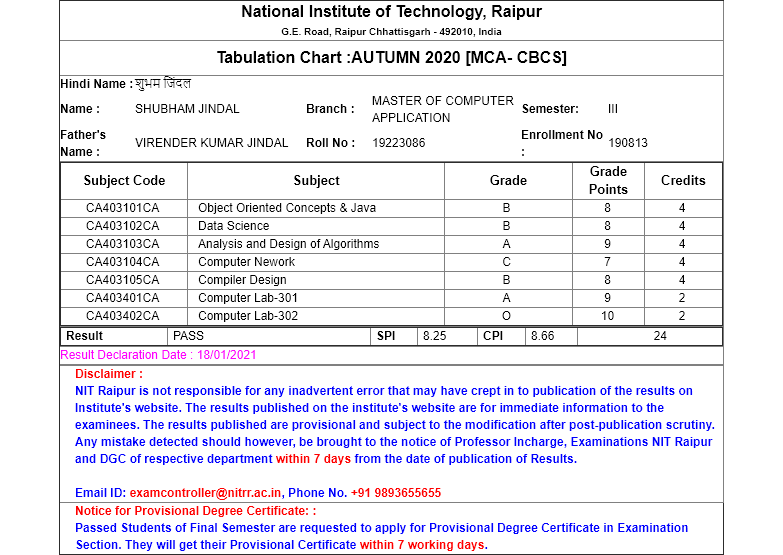 National Institute of Technology, Raipur
G.E. Road, Raipur Chhattisgarh - 492010, India
Tabulation Chart :AUTUMN 2020 [MCA- CBCS]
Hindi Name : शुभम जिंदल
Name : SHUBHAM JINDAL Branch : MASTER OF COMPUTER APPLICATION Semester: III
Father's Name : VIRENDER KUMAR JINDAL Roll No : 19223086 Enrollment No : 190813
Subject Code Subject Grade Grade Points Credits
CA403101CA Object Oriented Concepts & Java B 8 4
CA403102CA Data Science B 8 4
CA403103CA Analysis and Design of Algorithms A 9 4
CA403104CA Computer Nework C 7 4
CA403105CA Compiler Design B 8 4
CA403401CA Computer Lab-301 A 9 2
CA403402CA Computer Lab-302 O 10 2
Result PASS SPI 8.25 CPI 8.66 24
Result Declaration Date : 18/01/2021
Disclaimer :
NIT Raipur is not responsible for any inadvertent error that may have crept in to publication of the results on
Institute's website. The results published on the institute's website are for immediate information to the
examinees. The results published are provisional and subject to the modification after post-publication scrutiny.
Any mistake detected should however, be brought to the notice of Professor Incharge, Examinations NIT Raipur
and DGC of respective department within 7 days from the date of publication of Results.
Email ID: examcontroller@nitrr.ac.in, Phone No. +91 9893655655
Notice for Provisional Degree Certificate: :
Passed Students of Final Semester are requested to apply for Provisional Degree Certificate in Examination
Section. They will get their Provisional Certificate within 7 working days.